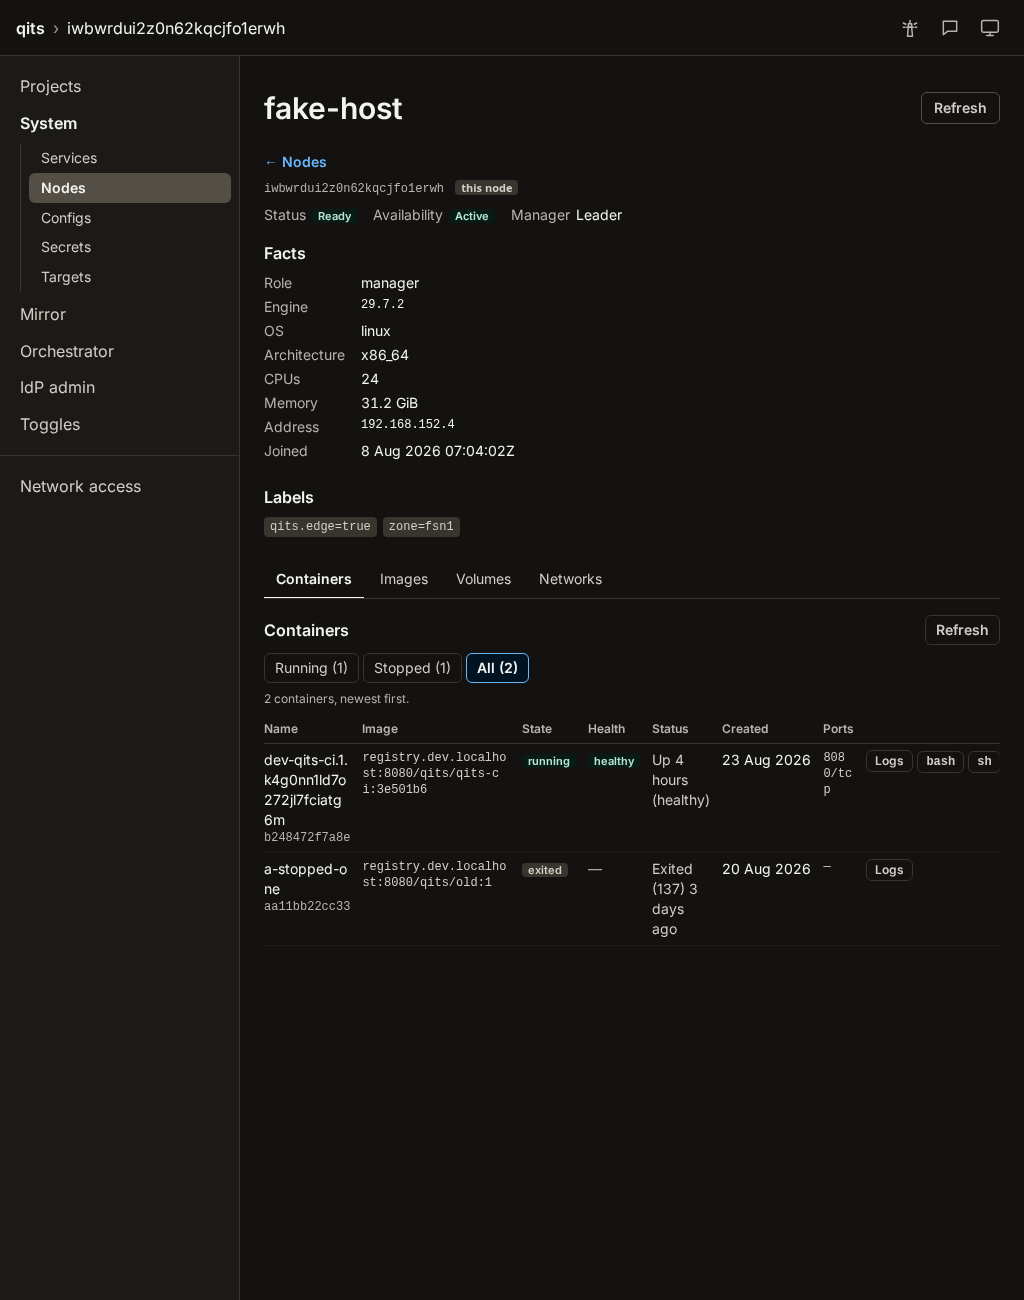 qits › iwbwrdui2z0n62kqcjfo1erwh
Projects
System
Services
Nodes
Configs
Secrets
Targets
Mirror
Orchestrator
IdP admin
Toggles
Network access
fake-host
Refresh
← Nodes
iwbwrdui2z0n62kqcjfo1erwh this node
Status Ready Availability Active Manager Leader
Facts
Role manager
Engine 29.7.2
OS linux
Architecture x86_64
CPUs 24
Memory 31.2 GiB
Address 192.168.152.4
Joined 8 Aug 2026 07:04:02Z
Labels
qits.edge=true zone=fsn1
Containers Images Volumes Networks
Containers
Refresh
Running (1) Stopped (1) All (2)
2 containers, newest first.
Name Image State Health Status Created Ports
dev-qits-ci.1. registry.dev.localho running healthy Up 4 23 Aug 2026 808 Logs bash sh
k4g0nn1ld7o st:8080/qits/qits-c hours 0/tc
272jl7fciatg i:3e501b6 (healthy) p
6m
b248472f7a8e
a-stopped-o registry.dev.localho exited — Exited 20 Aug 2026 — Logs
ne st:8080/qits/old:1 (137) 3
aa11bb22cc33 days
ago